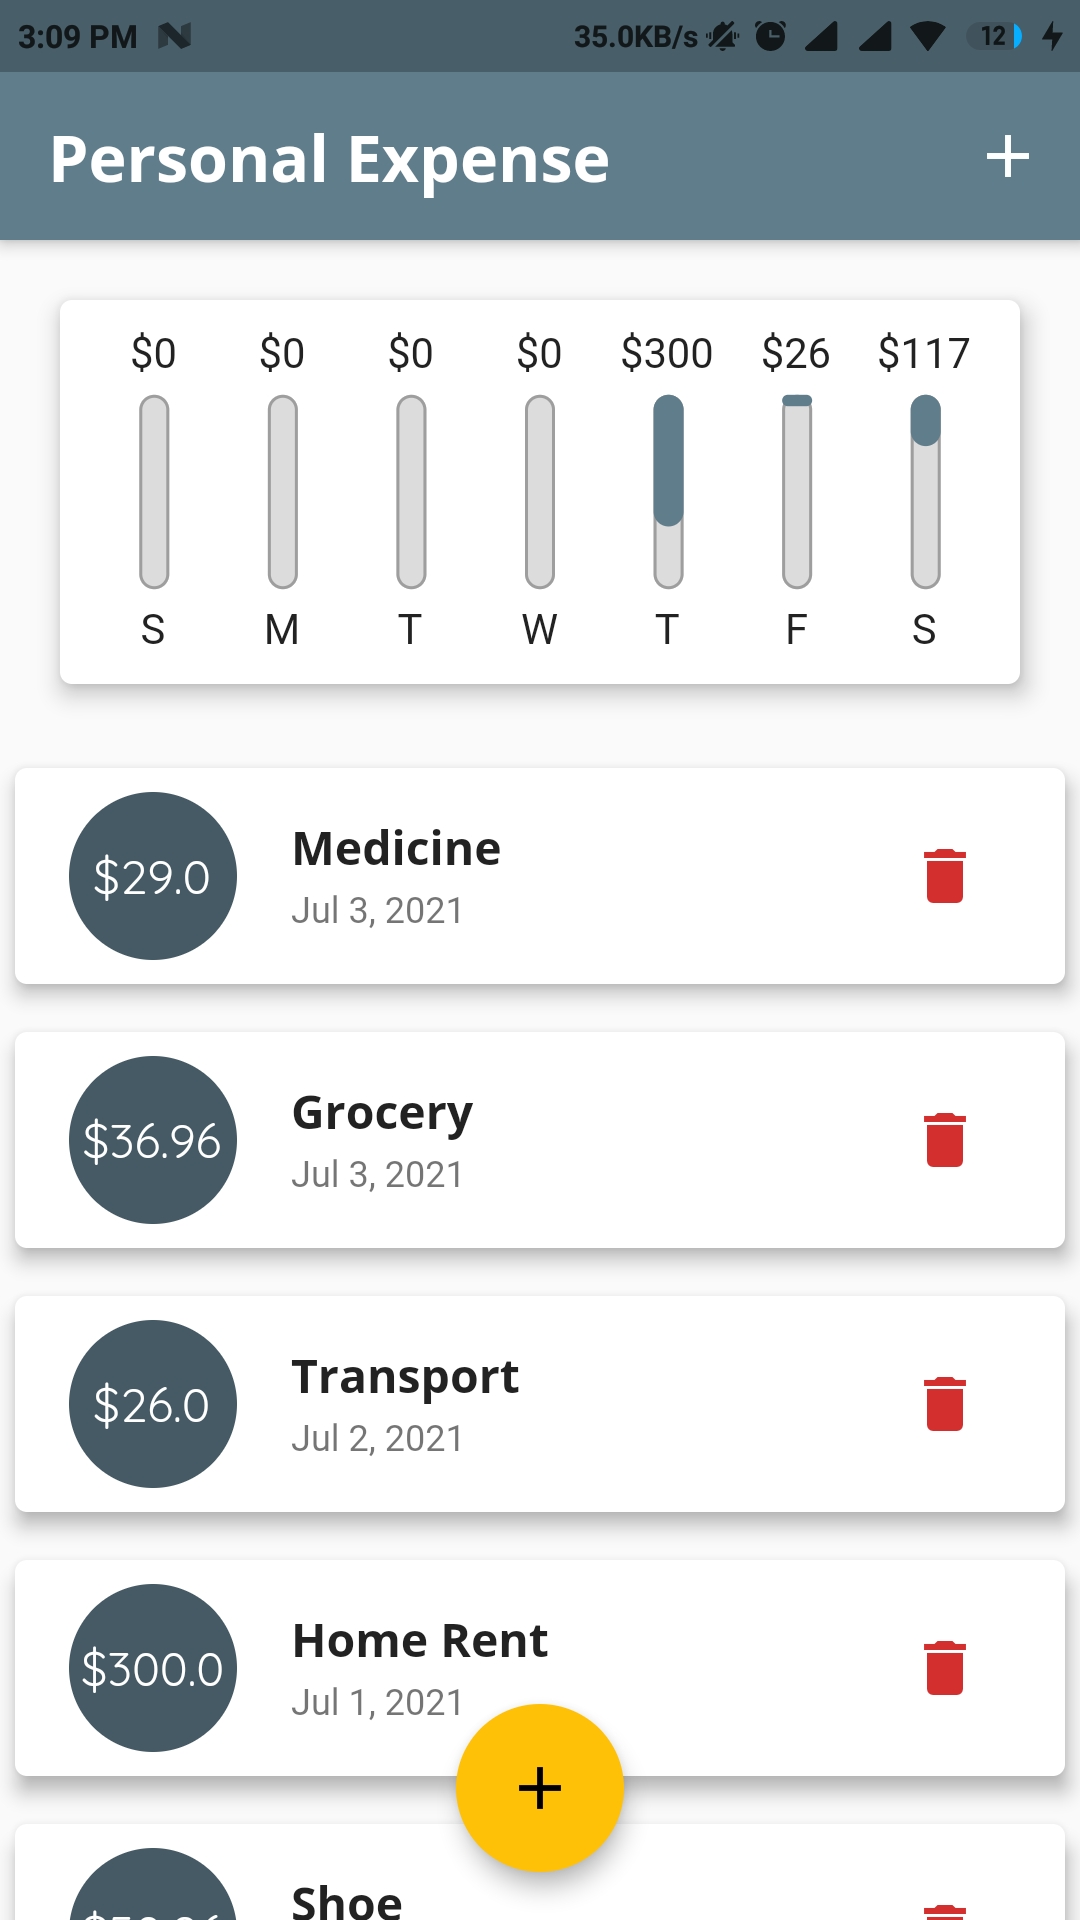 3:09 PM 35.0KB/s 12
Personal Expense
$0 $0 $0 $0 $300 $26 $117
S M T W T F S
$29.0
Medicine
Jul 3, 2021
$36.96
Grocery
Jul 3, 2021
$26.0
Transport
Jul 2, 2021
$300.0
Home Rent
Jul 1, 2021
Shoe